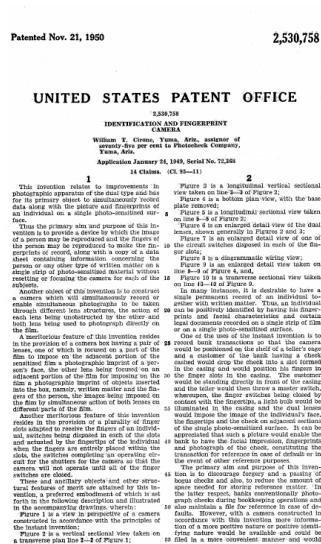 Patented Nov. 21, 1950
2,530,758
UNITED STATES PATENT OFFICE
2,530,758
IDENTIFICATION AND FINGERPRINT
CAMERA
William T. Cirone, Yuma, Ariz., assignor of
seventy-five per cent to Photocheck Company,
Yuma, Ariz.
Application January 24, 1949, Serial No. 72,368
14 Claims. (Cl. 95—11)
1
This invention relates to improvements in
photographic apparatus of the dual type and has
for its primary object to simultaneously record
data along with the picture and fingerprints of
an individual on a single photo-sensitized sur-
face.
Thus the primary aim and purpose of this in-
vention is to provide a device by which the image
of a person may be reproduced and the fingers of
the person may be reproduced to make the fin-
gerprints of record, along with a copy of a data
sheet containing information concerning the
person or any other type of written matter on a
single strip of photo-sensitized material without
resetting or focusing the camera for each of the
subjects.
Another object of this invention is to construct
a camera which will simultaneously record or
enable simultaneous photographs to be taken
through different lens structures, the action of
each lens being unobstructed by the other and
both lens being used to photograph directly on
the film.
A meritorious feature of this invention resides
in the provision of a camera having a pair of
lenses, one of which is focused on a part of the
film to impose on the adjacent portion of the
sensitized film a photographic imprint of a per-
son's face, the other lens being focused on an
adjacent portion of the film for imposing on the
film a photographic imprint of objects inserted
into the box, namely, written matter and the fin-
gers of the person, the images being imposed on
the film by simultaneous action of both lenses on
different parts of the film.
Another meritorious feature of this invention
resides in the provision of a plurality of finger
slots adapted to receive the fingers of an individ-
ual, switches being disposed in each of the slots
and actuated by the fingertips of the individual
when the fingers are entirely placed within the
slots, the switches completing an operating cir-
cuit for the shutters for the camera so that the
camera will not operate until all of the finger
switches are closed.
These and ancillary objects and other struc-
tural features of merit are attained by this in-
vention, a preferred embodiment of which is set
forth in the following description and illustrated
in the accompanying drawings, wherein:
Figure 1 is a view in perspective of a camera
constructed in accordance with the principles of
the instant invention;
Figure 2 is a vertical sectional view taken on
a transverse plan line 2—2 of Figure 1;
2
Figure 3 is a longitudinal vertical sectional
view taken on line 3—3 of Figure 2;
Figure 4 is a bottom plan view, with the base
plate removed;
Figure 5 is a longitudinal sectional view taken
on line 5—5 of Figure 2;
Figure 6 is an enlarged detail view of the dual
lenses, shown generally in Figures 2 and 3;
Figure 7 is an enlarged detail view of one of
the circuit switches disposed in each of the fin-
ger slots;
Figure 8 is a diagrammatic wiring view;
Figure 9 is an enlarged detail view taken on
line 9—9 of Figure 4, and,
Figure 10 is a transverse sectional view taken
on line of Figure 9.
In many instances, it is desirable to have a
single permanent record of an individual to-
gether with written matter. Thus, an individual
can be positively identified by having his finger-
prints and facial characteristics and certain
legal documents recorded on a single strip of film
or on a single photo-sensitized surface.
One of the uses of the instant invention is to
record bank transactions so that the camera
would be positioned on the shelf of a teller's cage
and a customer of the bank having a check
cashed would drop the check into a slot formed
in the casing and would position his fingers in
the finger slots in the casing. The customer
would be standing directly in front of the casing
and the teller would then throw a master switch,
whereupon, the finger switches being closed by
contact with the fingertips, a light bulb would be
illuminated in the casing and the dual lenses
would impose the image of the individual's face,
the fingertips and the check on adjacent sections
of the single photo-sensitized surface. It can be
appreciated that such a picture would enable the
bank to have the facial impression, fingerprints
and photograph of the check, constituting the
transaction for reference in case of default or in
the event of other reference purposes.
The primary aim and purpose of this inven-
tion is to discourage forgery and a passing of
bogus checks and also, to reduce the amount of
space needed for storing reference matter. In
the latter respect, banks conventionally photo-
graph checks during bookkeeping operations and
also maintain a file for reference in case of de-
faults. However, with a camera constructed in
accordance with this invention more informa-
tion of a more positive nature or positive identi-
fying nature would be available and could be
filed in a more convenient manner and would